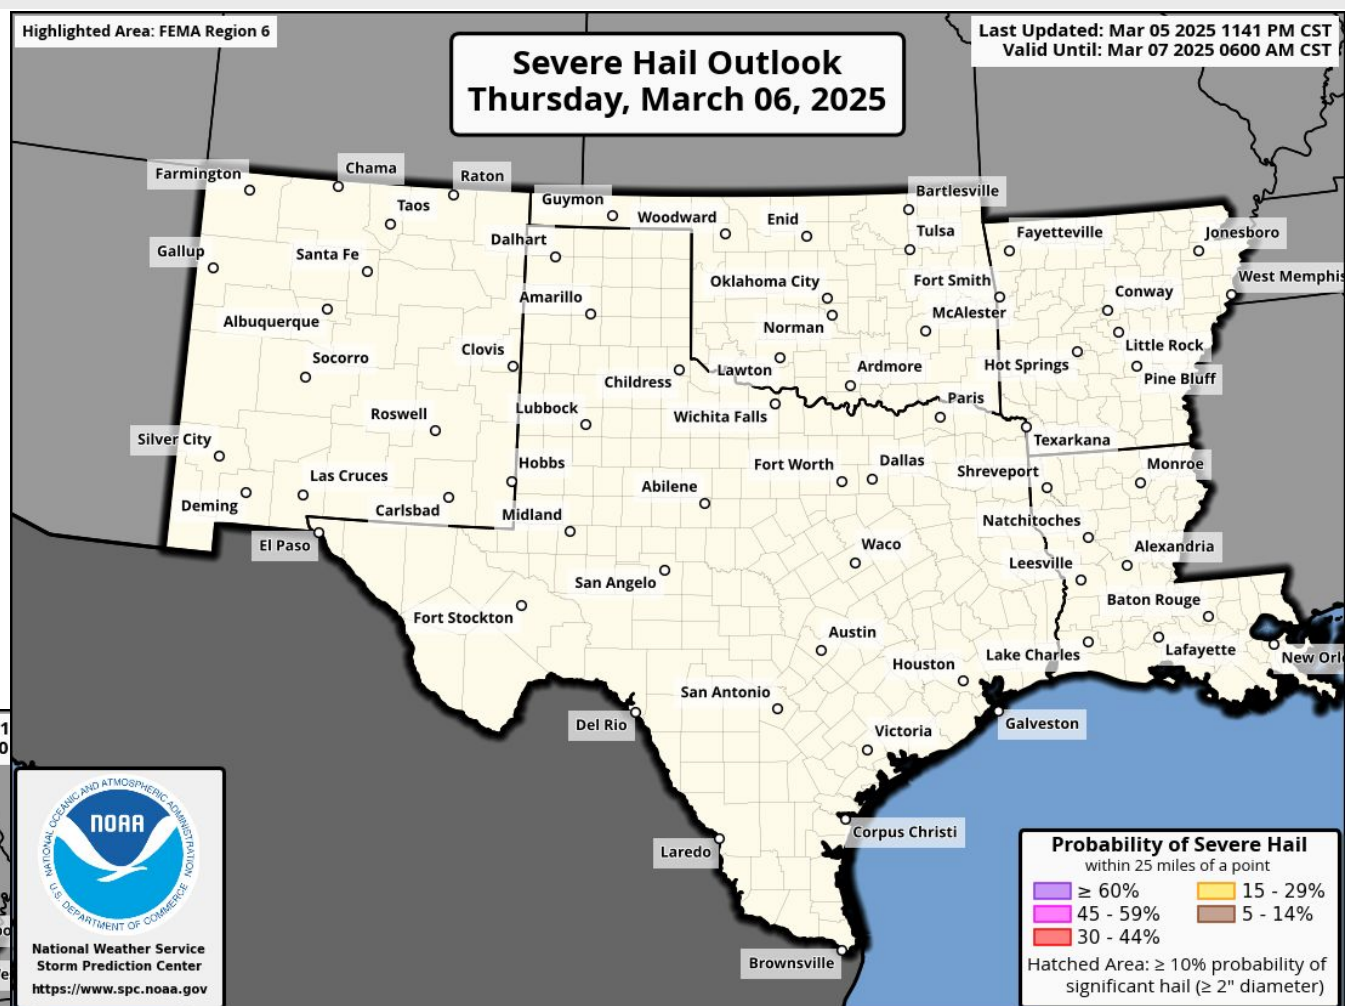 Highlighted Area: FEMA Region 6
Severe Hail Outlook
Thursday, March 06, 2025
Last Updated: Mar 05 2025 1141 PM CST
Valid Until: Mar 07 2025 0600 AM CST
Farmington
Chama
Raton
Taos
Guymon
Woodward
Enid
Bartlesville
Tulsa
Fayetteville
Jonesboro
Gallup
Santa Fe
Dalhart
Oklahoma City
Fort Smith
West Memphis
Albuquerque
Amarillo
Norman
McAlester
Conway
Little Rock
Socorro
Clovis
Childress
Lawton
Ardmore
Hot Springs
Pine Bluff
Roswell
Lubbock
Wichita Falls
Paris
Silver City
Texarkana
Las Cruces
Hobbs
Fort Worth
Dallas
Shreveport
Monroe
Deming
Carlsbad
Midland
Abilene
Natchitoches
El Paso
San Angelo
Waco
Leesville
Alexandria
Fort Stockton
Baton Rouge
Austin
Houston
Lake Charles
Lafayette
New Orl
San Antonio
Del Rio
Victoria
Galveston
Laredo
Corpus Christi
Brownsville
1
0
NATIONAL OCEANIC AND ATMOSPHERIC ADMINISTRATION
NOAA
U.S. DEPARTMENT OF COMMERCE
National Weather Service
Storm Prediction Center
https://www.spc.noaa.gov
Probability of Severe Hail
within 25 miles of a point
≥ 60%
15 - 29%
45 - 59%
5 - 14%
30 - 44%
Hatched Area: ≥ 10% probability of
significant hail (≥ 2" diameter)